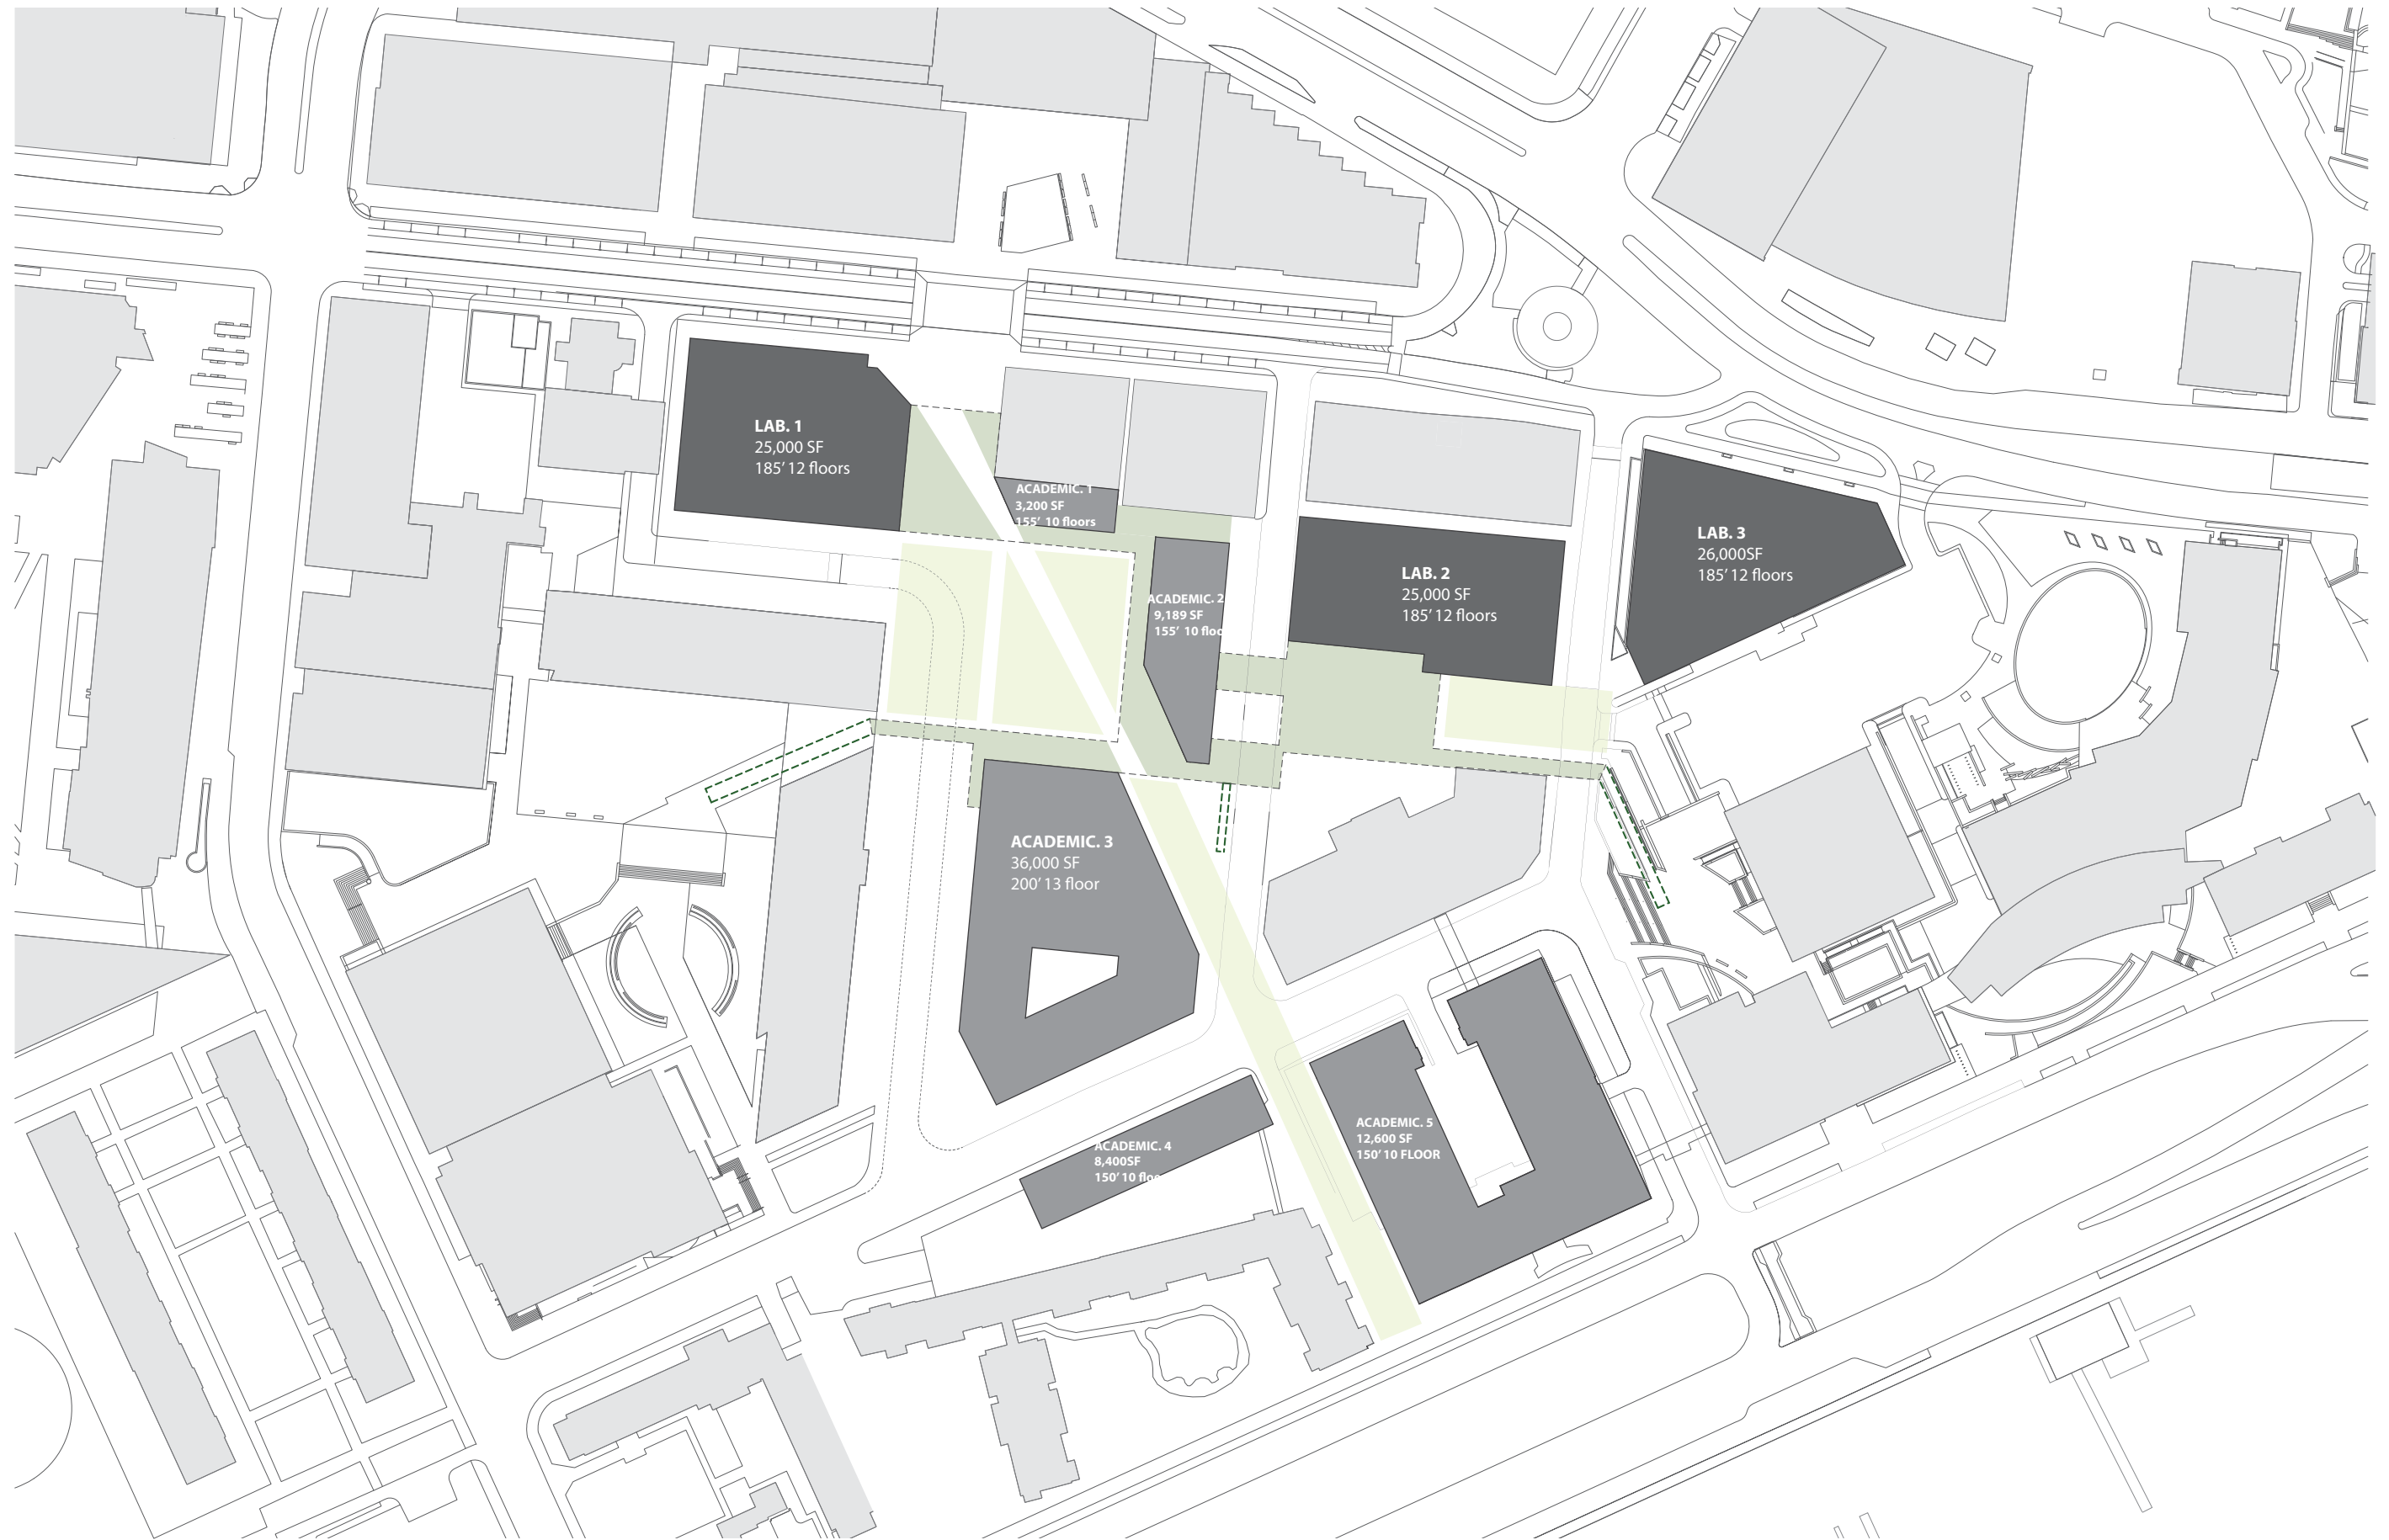 LAB. 1
25,000 SF
185' 12 floors
ACADEMIC. 1
3,200 SF
155' 10 floors
LAB. 3
26,000SF
185' 12 floors
LAB. 2
25,000 SF
185' 12 floors
ACADEMIC. 2
9,189 SF
155' 10 floo
ACADEMIC. 3
36,000 SF
200' 13 floor
ACADEMIC. 5
12,600 SF
150' 10 FLOOR
ACADEMIC. 4
8,400SF
150' 10 floo